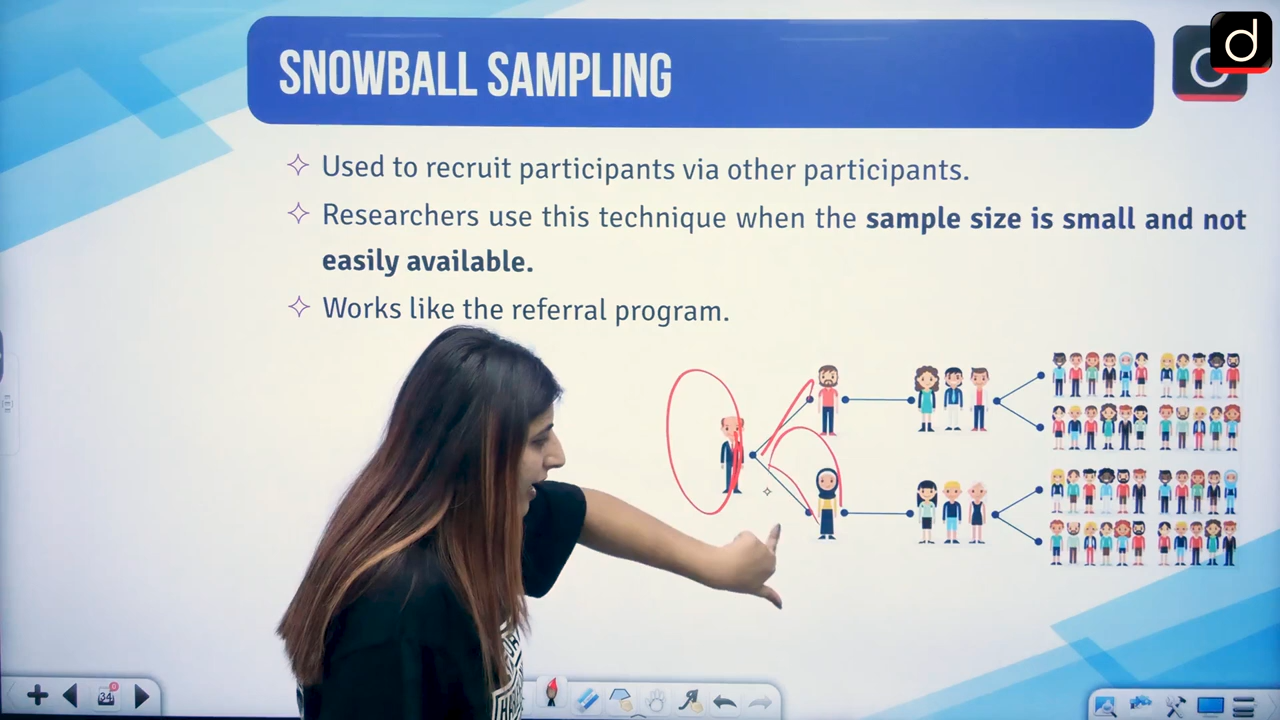 SNOWBALL SAMPLING
d
Used to recruit participants via other participants.
Researchers use this technique when the sample size is small and not
easily available.
Works like the referral program.
34